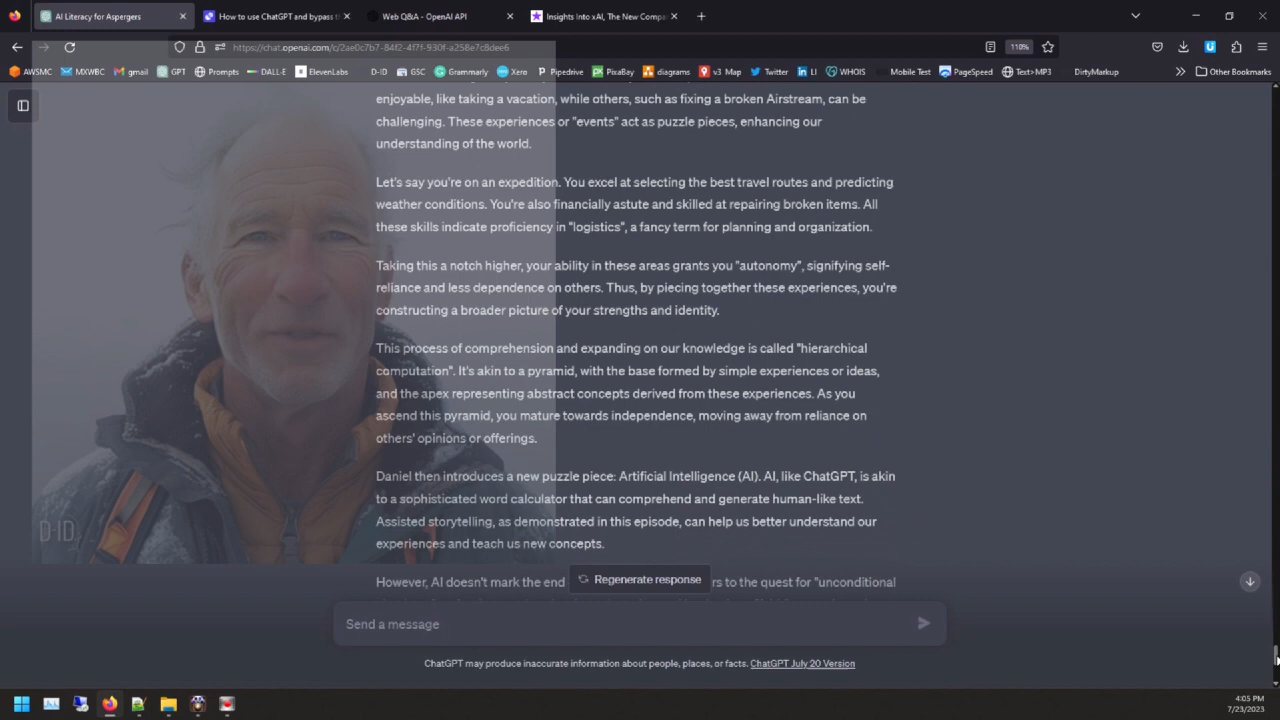 AI Literacy for Aspergers
How to use ChatGPT and bypass t
Web Q&A - OpenAI API
Insights Into xAI, The New Compa
https://chat.openai.com/c/2ae0c7b7-84f2-4f7f-930f-a258e7c8dee6
110%
AWSMC MXWBC gmail GPT Prompts DALL-E ElevenLabs D-ID GSC Grammarly Xero Pipedrive PixaBay diagrams v3 Map Twitter LI WHOIS Mobile Test PageSpeed Text>MP3 DirtyMarkup Other Bookmarks
enjoyable, like taking a vacation, while others, such as fixing a broken Airstream, can be
challenging. These experiences or "events" act as puzzle pieces, enhancing our
understanding of the world.
Let's say you're on an expedition. You excel at selecting the best travel routes and predicting
weather conditions. You're also financially astute and skilled at repairing broken items. All
these skills indicate proficiency in "logistics", a fancy term for planning and organization.
Taking this a notch higher, your ability in these areas grants you "autonomy", signifying self-
reliance and less dependence on others. Thus, by piecing together these experiences, you're
constructing a broader picture of your strengths and identity.
This process of comprehension and expanding on our knowledge is called "hierarchical
computation". It's akin to a pyramid, with the base formed by simple experiences or ideas,
and the apex representing abstract concepts derived from these experiences. As you
ascend this pyramid, you mature towards independence, moving away from reliance on
others' opinions or offerings.
Daniel then introduces a new puzzle piece: Artificial Intelligence (AI). AI, like ChatGPT, is akin
to a sophisticated word calculator that can comprehend and generate human-like text.
Assisted storytelling, as demonstrated in this episode, can help us better understand our
experiences and teach us new concepts.
D-ID
However, AI doesn't mark the end
rs to the quest for "unconditional
Regenerate response
Send a message
ChatGPT may produce inaccurate information about people, places, or facts. ChatGPT July 20 Version
4:05 PM
7/23/2023